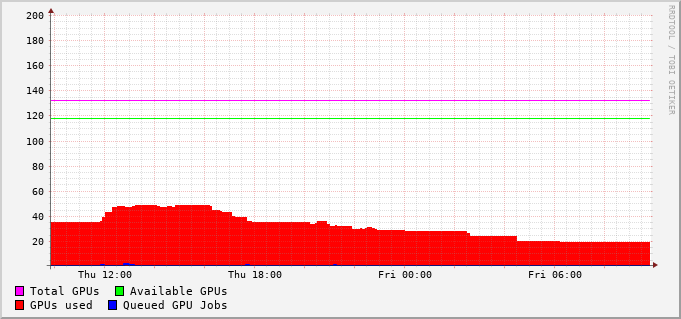 200
180
160
140
120
100
80
60
40
20
Thu 12:00 Thu 18:00 Fri 00:00 Fri 06:00
Total GPUs Available GPUs
GPUs used Queued GPU Jobs
RRDTOOL / TOBI OETIKER